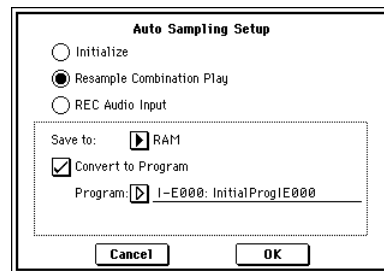 Auto Sampling Setup
Initialize
Resample Combination Play
REC Audio Input
Save to: RAM
Convert to Program
Program: I-E000: InitialProgIE000
Cancel OK